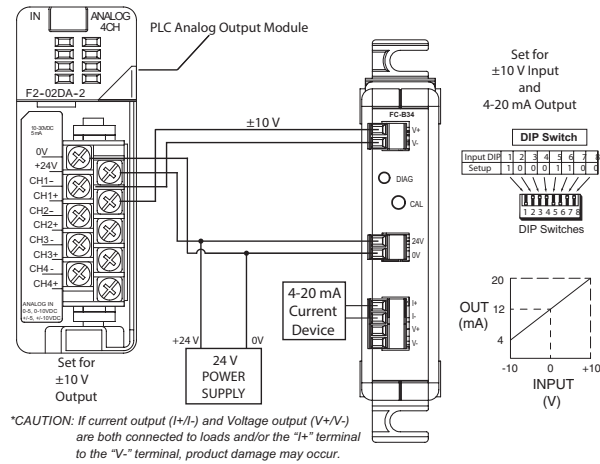 IN
ANALOG
4CH
PLC Analog Output Module
F2-02DA-2
10-30VDC
5mA
0V
+24V
CH1-
CH1+
CH2-
CH2+
CH3 -
CH3+
CH4 -
CH4+
ANALOG IN
0-5, 0-10VDC
+/-5, +/-10VDC
Set for
±10 V
Output
±10 V
FC-B34
V+
V-
DIAG
CAL
24V
0V
I+
I-
V+
V-
4-20 mA
Current
Device
+24 V
0V
24 V
POWER
SUPPLY
Set for
±10 V Input
and
4-20 mA Output
DIP Switch
Input DIP 1 2 3 4 5 6 7 8
Setup 1 0 0 0 1 1 0 0
1 2 3 4 5 6 7 8
DIP Switches
20
OUT 12
(mA)
4
-10 0 +10
INPUT
(V)
*CAUTION: If current output (I+/I-) and Voltage output (V+/V-)
are both connected to loads and/or the “I+” terminal
to the “V-” terminal, product damage may occur.